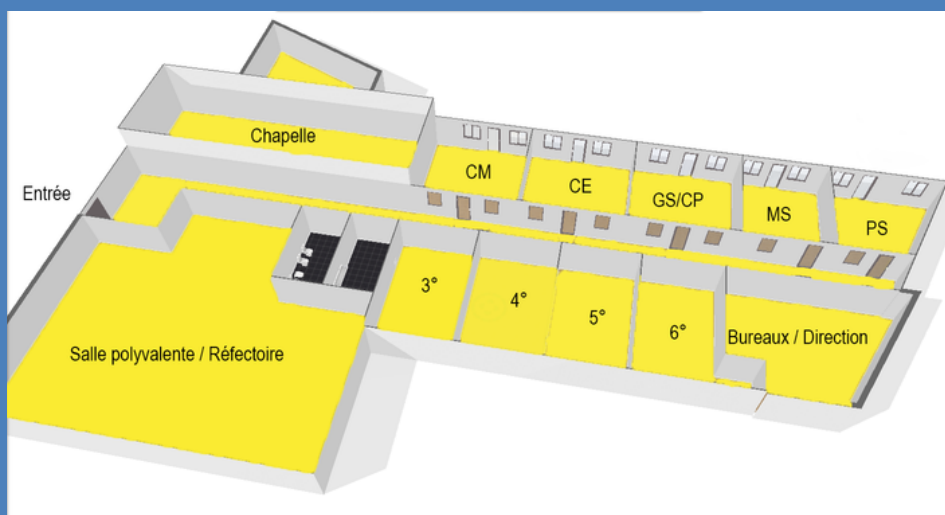 Chapelle
CM
CE
GS/CP
MS
PS
Entrée
3°
4°
5°
6°
Bureaux / Direction
Salle polyvalente / Réfectoire